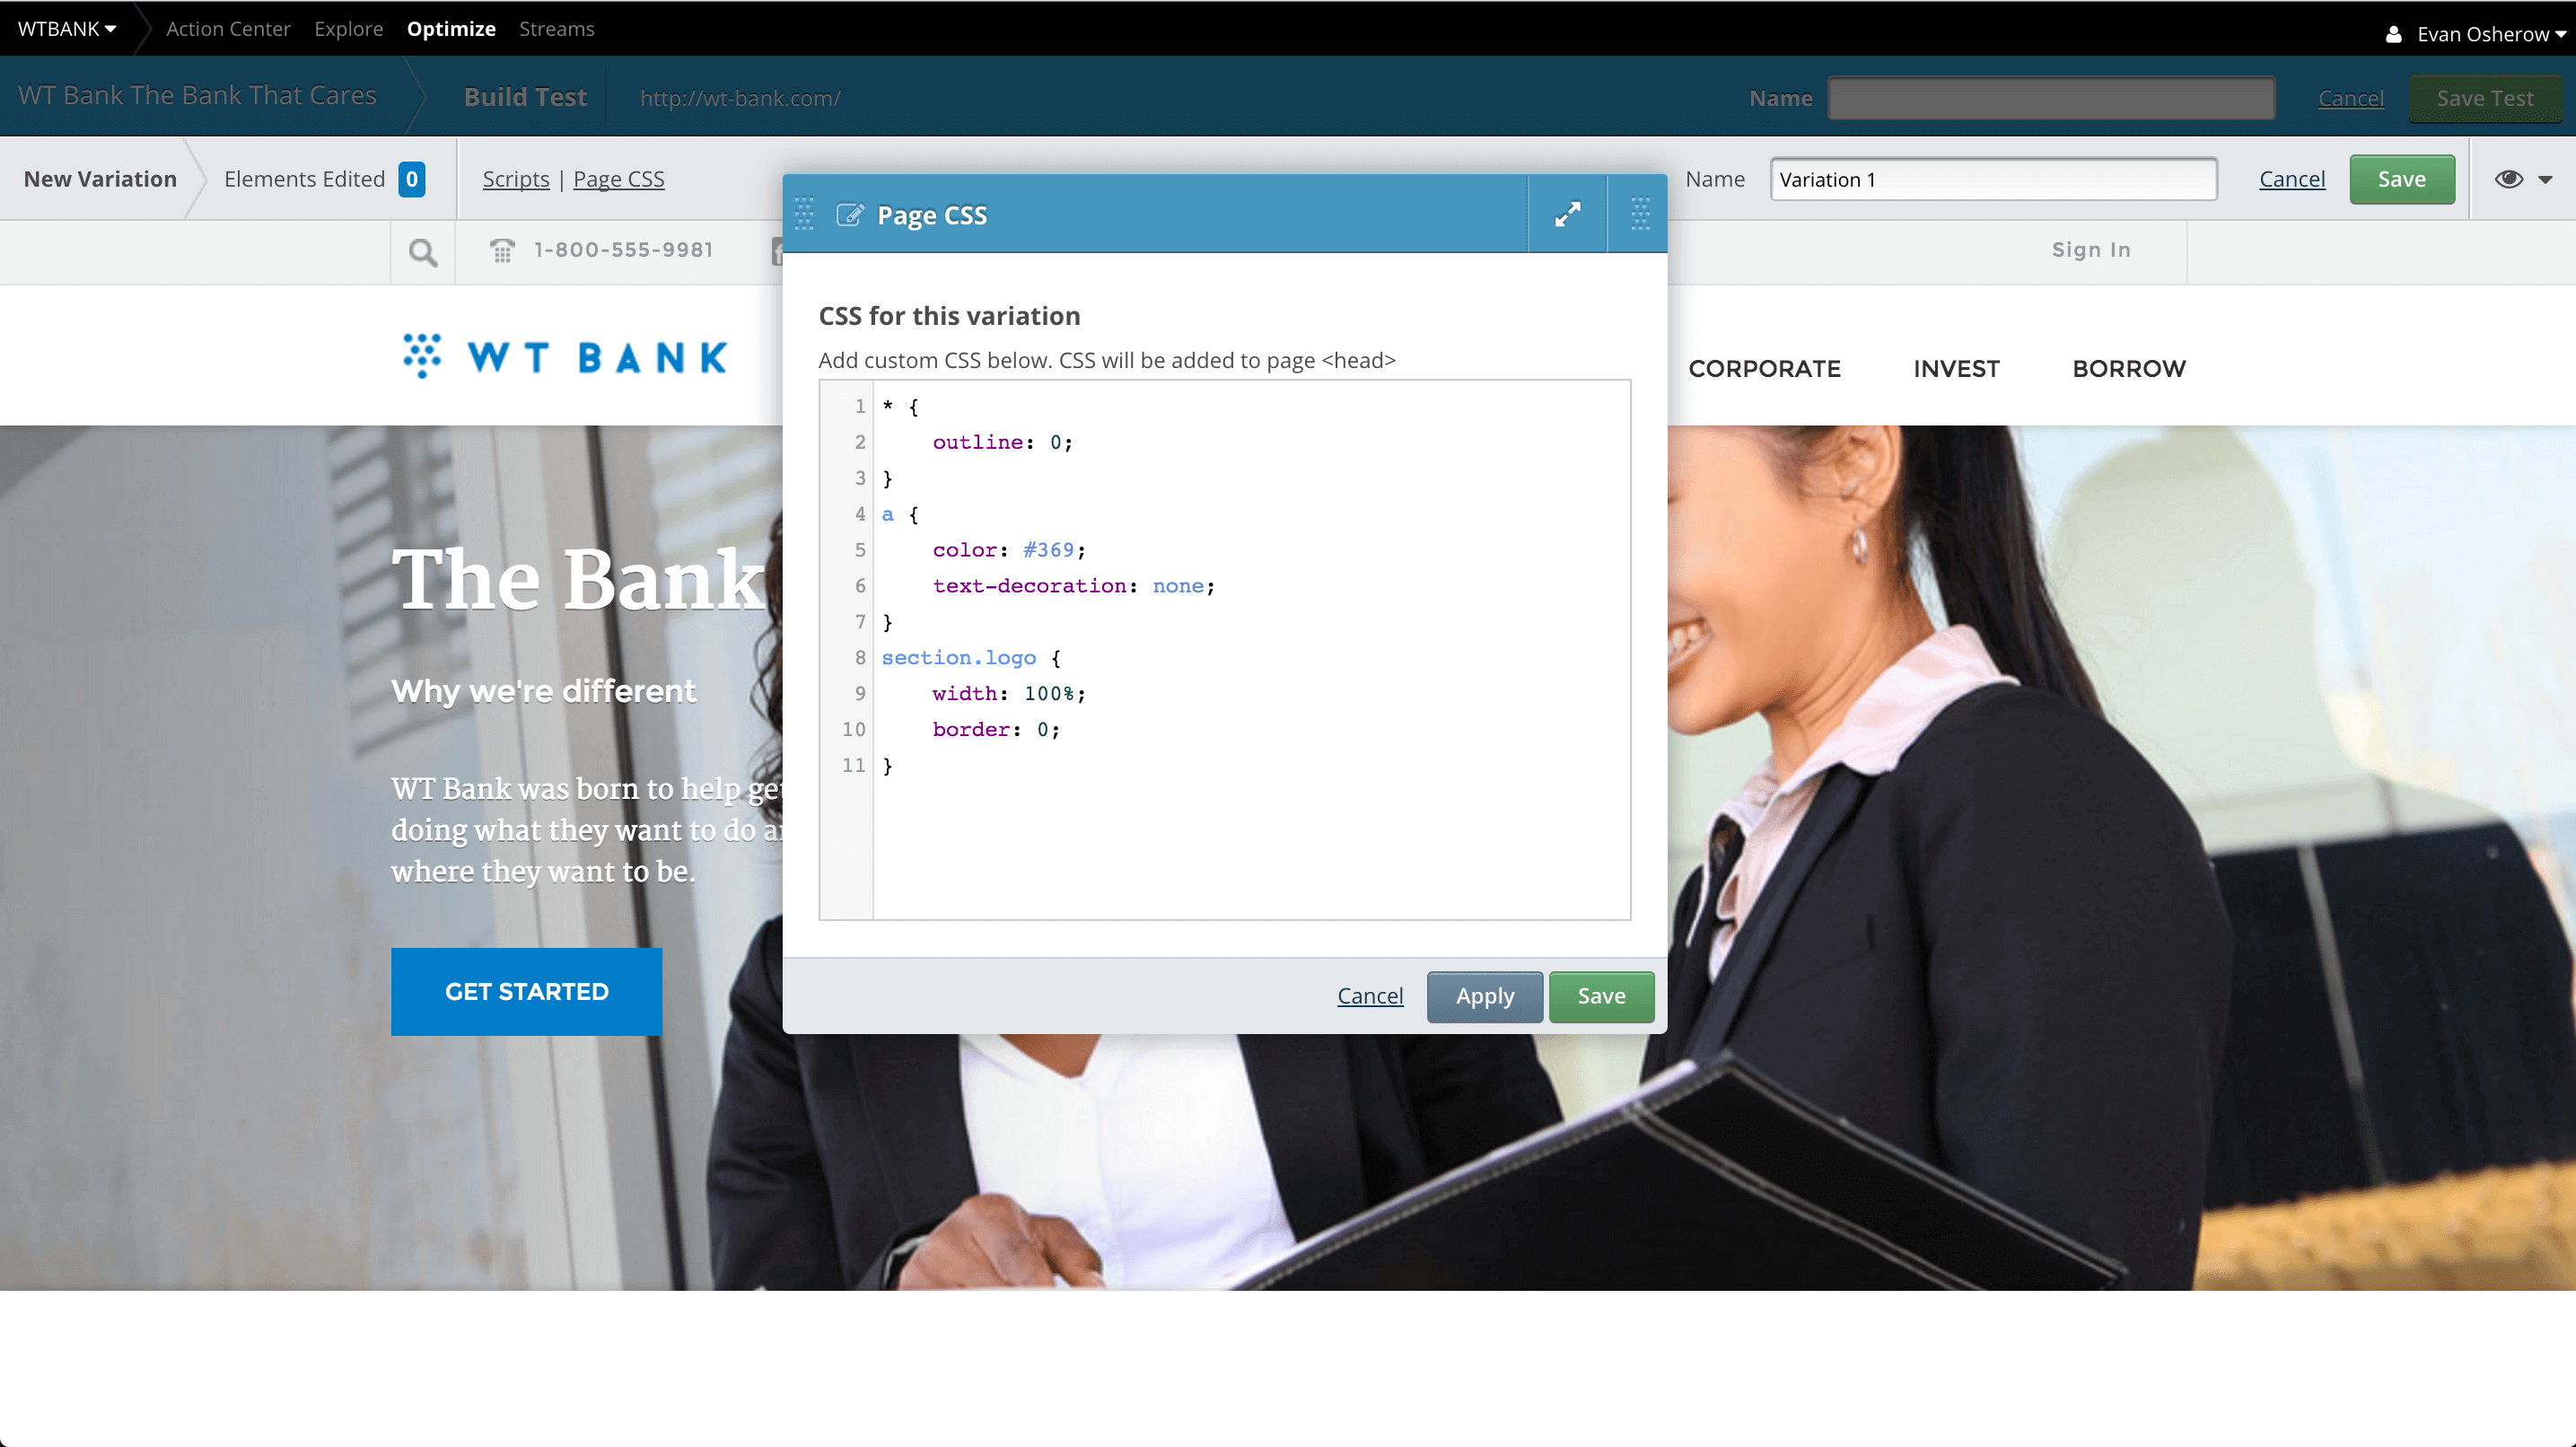 WTBANK Action Center Explore Optimize Streams Evan Osherow
WT Bank The Bank That Cares Build Test http://wt-bank.com/ Name Cancel Save Test
New Variation Elements Edited 0 Scripts | Page CSS Name Variation 1 Cancel Save
1-800-555-9981 Sign In
WT BANK CORPORATE INVEST BORROW
The Bank
Why we're different
WT Bank was born to help get
doing what they want to do
where they want to be.
GET STARTED
Page CSS
CSS for this variation
Add custom CSS below. CSS will be added to page <head>
1 * {
2 outline: 0;
3 }
4 a {
5 color: #369;
6 text-decoration: none;
7 }
8 section.logo {
9 width: 100%;
10 border: 0;
11 }
Cancel Apply Save